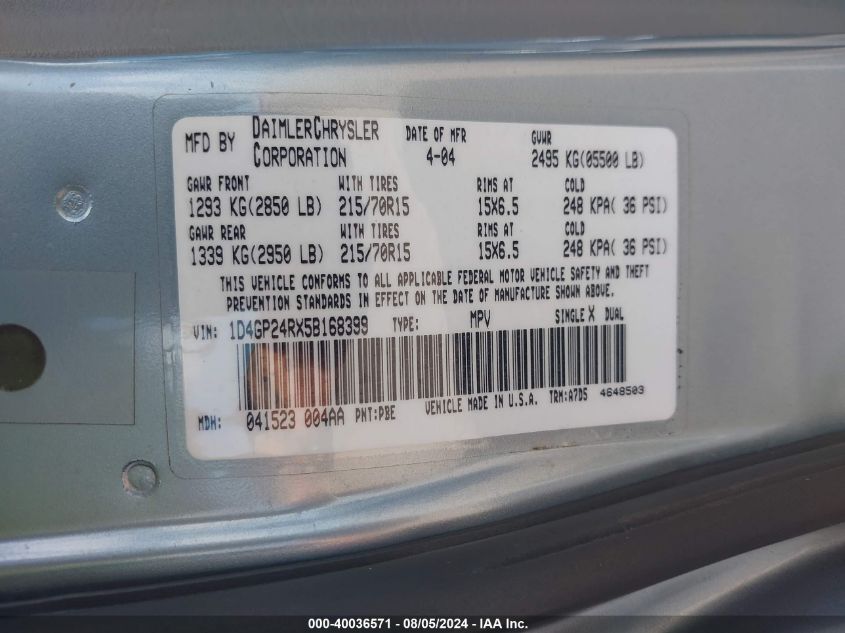 MFD BY DAIMLERCHRYSLER CORPORATION DATE OF MFR 4-04 GVWR 2495 KG(05500 LB)
GAWR FRONT WITH TIRES RIMS AT COLD
1293 KG(2850 LB) 215/70R15 15X6.5 248 KPA( 36 PSI)
GAWR REAR WITH TIRES RIMS AT COLD
1339 KG(2950 LB) 215/70R15 15X6.5 248 KPA( 36 PSI)
THIS VEHICLE CONFORMS TO ALL APPLICABLE FEDERAL MOTOR VEHICLE SAFETY AND THEFT
PREVENTION STANDARDS IN EFFECT ON THE DATE OF MANUFACTURE SHOWN ABOVE.
VIN: 1D4GP24RX5B168399 TYPE: MPV SINGLE X DUAL
MDH: 041523 004AA PNT:PBE VEHICLE MADE IN U.S.A. TRM:A7D5 4648503
000-40036571 - 08/05/2024 - IAA Inc.